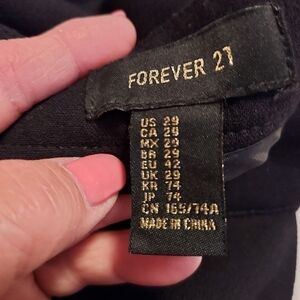 FOREVER 21
US 29
CA 29
MX 29
BR 29
EU 42
UK 29
KR 74
JP 74
CN 165/74A
MADE IN CHINA